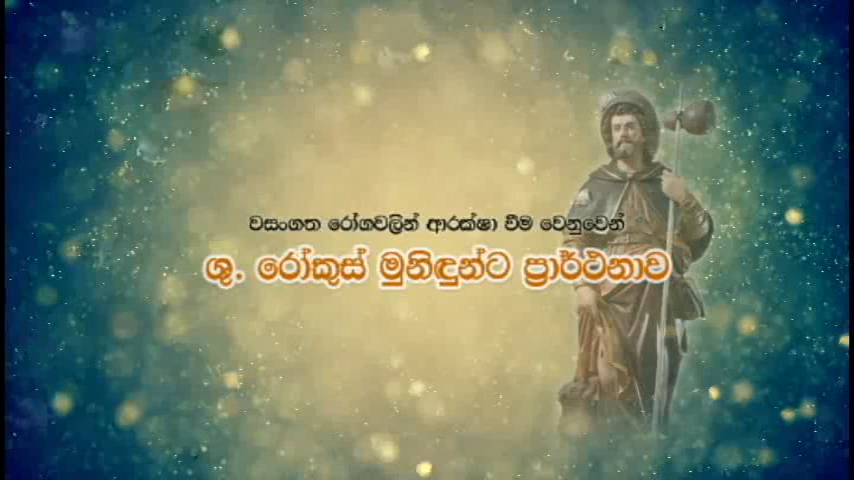 වසංගත රෝගවලින් ආරක්ෂා වීම වෙනුවෙන්
ශු. රෝකුස් මුනිඳුන්ට ප්‍රාර්ථනාව